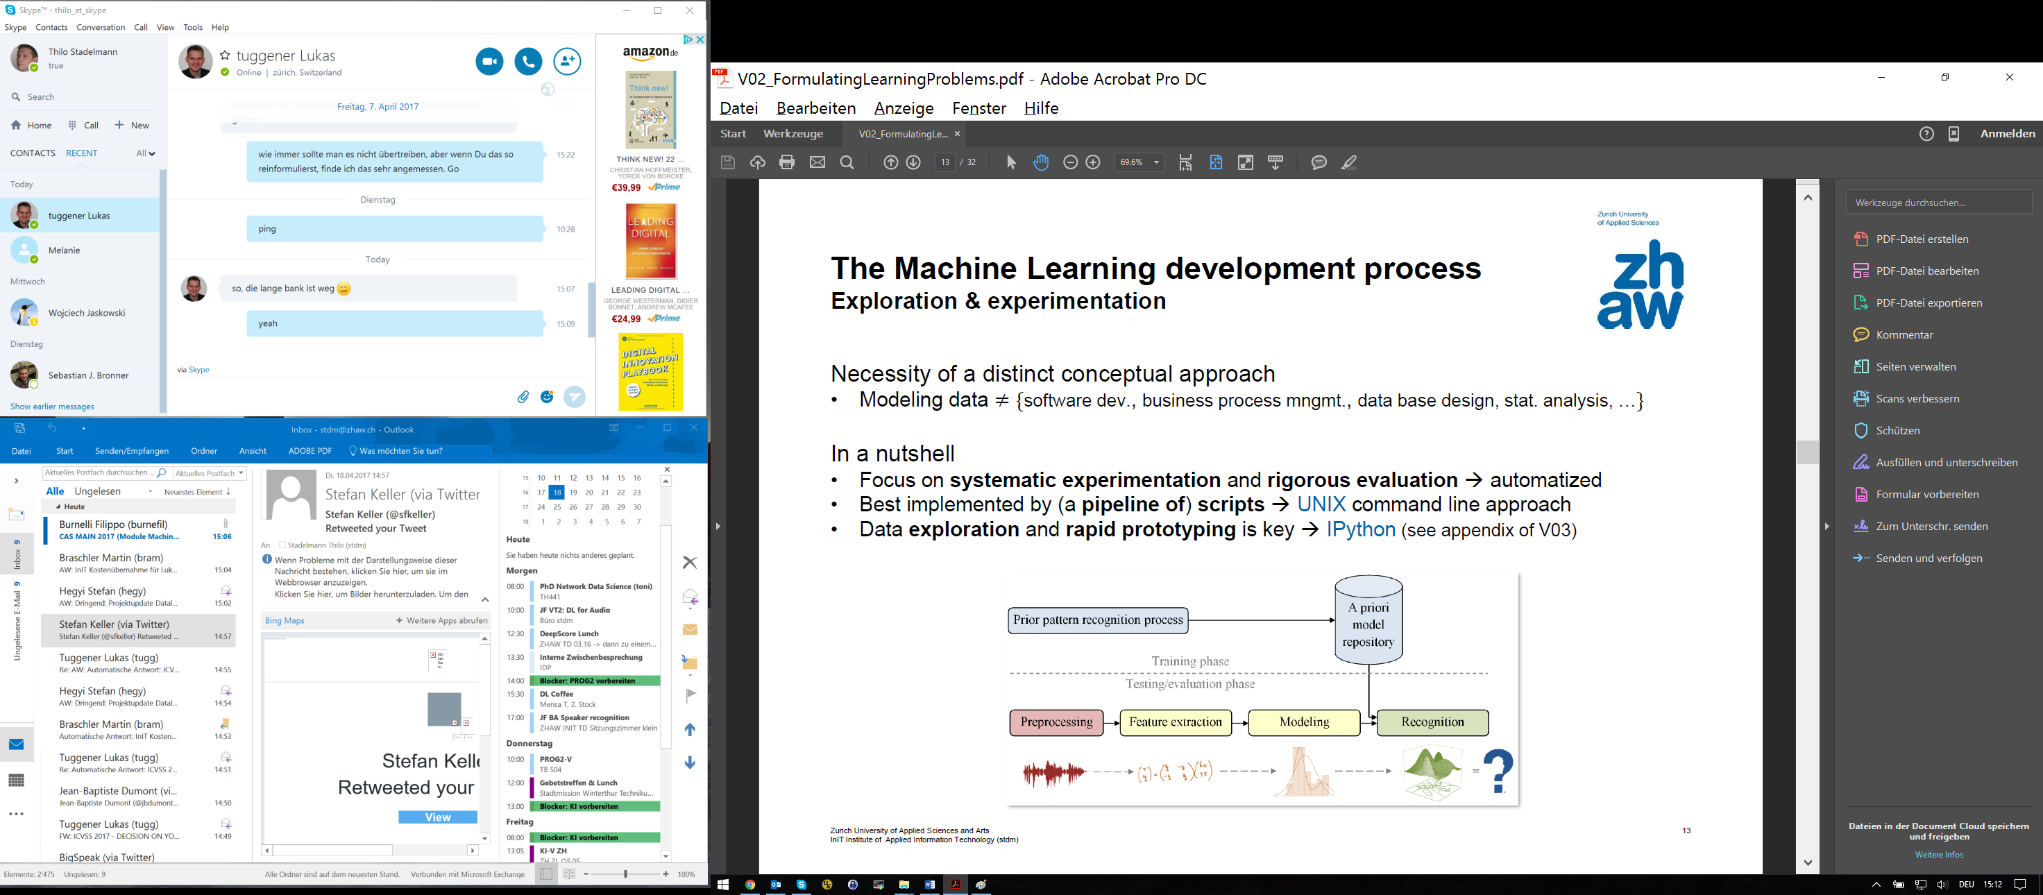 Skype™ - thilo_at_skype
Skype Contacts Conversation Call View Tools Help
Thilo Stadelmann
true
Search
Home Call New
CONTACTS RECENT All
Today
tuggener Lukas
Melanie
Mittwoch
Wojciech Jaskowski
Dienstag
Sebastian J. Bronner
Show earlier messages
tuggener Lukas
Online | zürich, Switzerland
Freitag, 7. April 2017
wie immer sollte man es nicht übertreiben, aber wenn Du das so
reinformulierst, finde ich das sehr angemessen. Go
15:22
Dienstag
ping
10:28
Today
so, die lange bank ist weg
15:07
yeah
15:09
via Skype
amazon.de
Think new!
THINK NEW! 22 ...
CHRISTIAN HOFFMEISTER,
YORCK VON BORCKE
€39,99 Prime
LEADING
DIGITAL
LEADING DIGITAL ...
GEORGE WESTERMAN, DIDIER
BONNET, ANDREW MCAFEE
€24,99 Prime
DIGITAL
INNOVATION
PLAYBOOK
Inbox - stdm@zhaw.ch - Outlook
Datei Start Senden/Empfangen Ordner Ansicht ADOBE PDF Was möchten Sie tun?
Aktuelles Postfach durchsuchen ... Aktuelles Postfach
Alle Ungelesen Neuestes Element ↓
Heute
Burnelli Filippo (burnefil)
CAS MAIN 2017 (Module Machin... 15:06
Braschler Martin (bram)
AW: InIT Kostenübernahme für Luk... 15:04
Hegyi Stefan (hegy)
AW: Dringend: Projektupdate Datal... 15:02
Stefan Keller (via Twitter)
Stefan Keller (@sfkeller) Retweeted ... 14:57
Tuggener Lukas (tugg)
Re: AW: Automatische Antwort: ICV... 14:55
Hegyi Stefan (hegy)
AW: Dringend: Projektupdate Datal... 14:54
Braschler Martin (bram)
Automatische Antwort: InIT Kosten... 14:53
Tuggener Lukas (tugg)
Re: Automatische Antwort: ICVSS 2... 14:51
Jean-Baptiste Dumont (vi...
Jean-Baptiste Dumont (@jbdumont... 14:50
Tuggener Lukas (tugg)
FW: ICVSS 2017 - DECISION ON YO... 14:49
BigSpeak (via Twitter)
Inbox 9
Ungelesene E-Mail 9
Di. 18.04.2017 14:57
Stefan Keller (via Twitter
Stefan Keller (@sfkeller)
Retweeted your Tweet
An Stadelmann Thilo (stdm)
Wenn Probleme mit der Darstellungsweise dieser
Nachricht bestehen, klicken Sie hier, um sie im
Webbrowser anzuzeigen.
Klicken Sie hier, um Bilder herunterzuladen. Um den
Bing Maps + Weitere Apps abrufen
Stefan Kelle
Retweeted your
View
15 10 11 12 13 14 15 16
16 17 18 19 20 21 22 23
17 24 25 26 27 28 29 30
18 1 2 3 4 5 6 7
Heute
Sie haben heute nichts anderes geplant.
Morgen
08:00 PhD Network Data Science (toni)
TH441
10:00 JF VT2: DL for Audio
Büro stdm
12:30 DeepScore Lunch
ZHAW TD 03.16 -> dann zu einem...
13:30 Interne Zwischenbesprechung
IDP
14:00 Blocker: PROG2 vorbereiten
15:30 DL Coffee
Mensa T, 2. Stock
17:00 JF BA Speaker recognition
ZHAW INIT TD Sitzungszimmer klein
Donnerstag
10:00 PROG2-V
TB 504
12:00 Gebetstreffen & Lunch
Stadtmission Winterthur Techniku...
13:00 Blocker: KI vorbereiten
Freitag
08:00 Blocker: KI vorbereiten
13:05 KI-V ZH
Elemente: 2'475 Ungelesen: 9 Alle Ordner sind auf dem neuesten Stand. Verbunden mit Microsoft Exchange 100%
V02_FormulatingLearningProblems.pdf - Adobe Acrobat Pro DC
Datei Bearbeiten Anzeige Fenster Hilfe
Start Werkzeuge V02_FormulatingLe... × Anmelden
13 / 32 69.6%
Zurich University
of Applied Sciences
zh
aw
The Machine Learning development process
Exploration & experimentation
Necessity of a distinct conceptual approach
• Modeling data ≠ {software dev., business process mngmt., data base design, stat. analysis, …}
In a nutshell
• Focus on systematic experimentation and rigorous evaluation → automatized
• Best implemented by (a pipeline of) scripts → UNIX command line approach
• Data exploration and rapid prototyping is key → IPython (see appendix of V03)
Prior pattern recognition process
A priori
model
repository
Training phase
Testing/evaluation phase
Preprocessing Feature extraction Modeling Recognition
= ?
Zurich University of Applied Sciences and Arts
InIT Institute of Applied Information Technology (stdm)
13
Werkzeuge durchsuchen...
PDF-Datei erstellen
PDF-Datei bearbeiten
PDF-Datei exportieren
Kommentar
Seiten verwalten
Scans verbessern
Schützen
Ausfüllen und unterschreiben
Formular vorbereiten
Zum Unterschr. senden
Senden und verfolgen
Dateien in der Document Cloud speichern
und freigeben
Weitere Infos
DEU 15:12